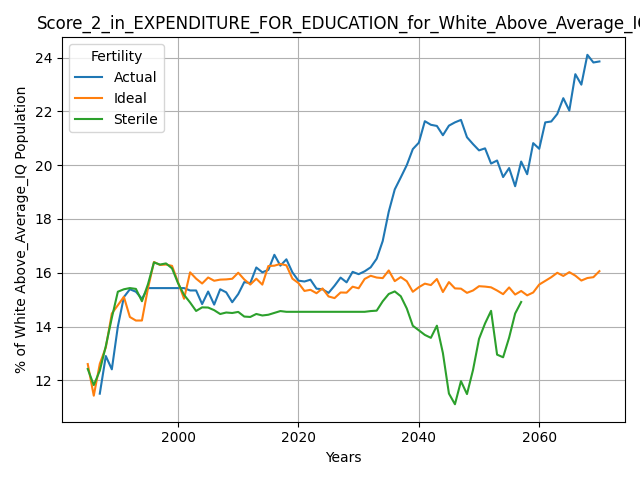 Score_2_in_EXPENDITURE_FOR_EDUCATION_for_White_Above_Average_I
Fertility
Actual
Ideal
Sterile
% of White Above_Average_IQ Population
24
22
20
18
16
14
12
2000
2020
2040
2060
Years